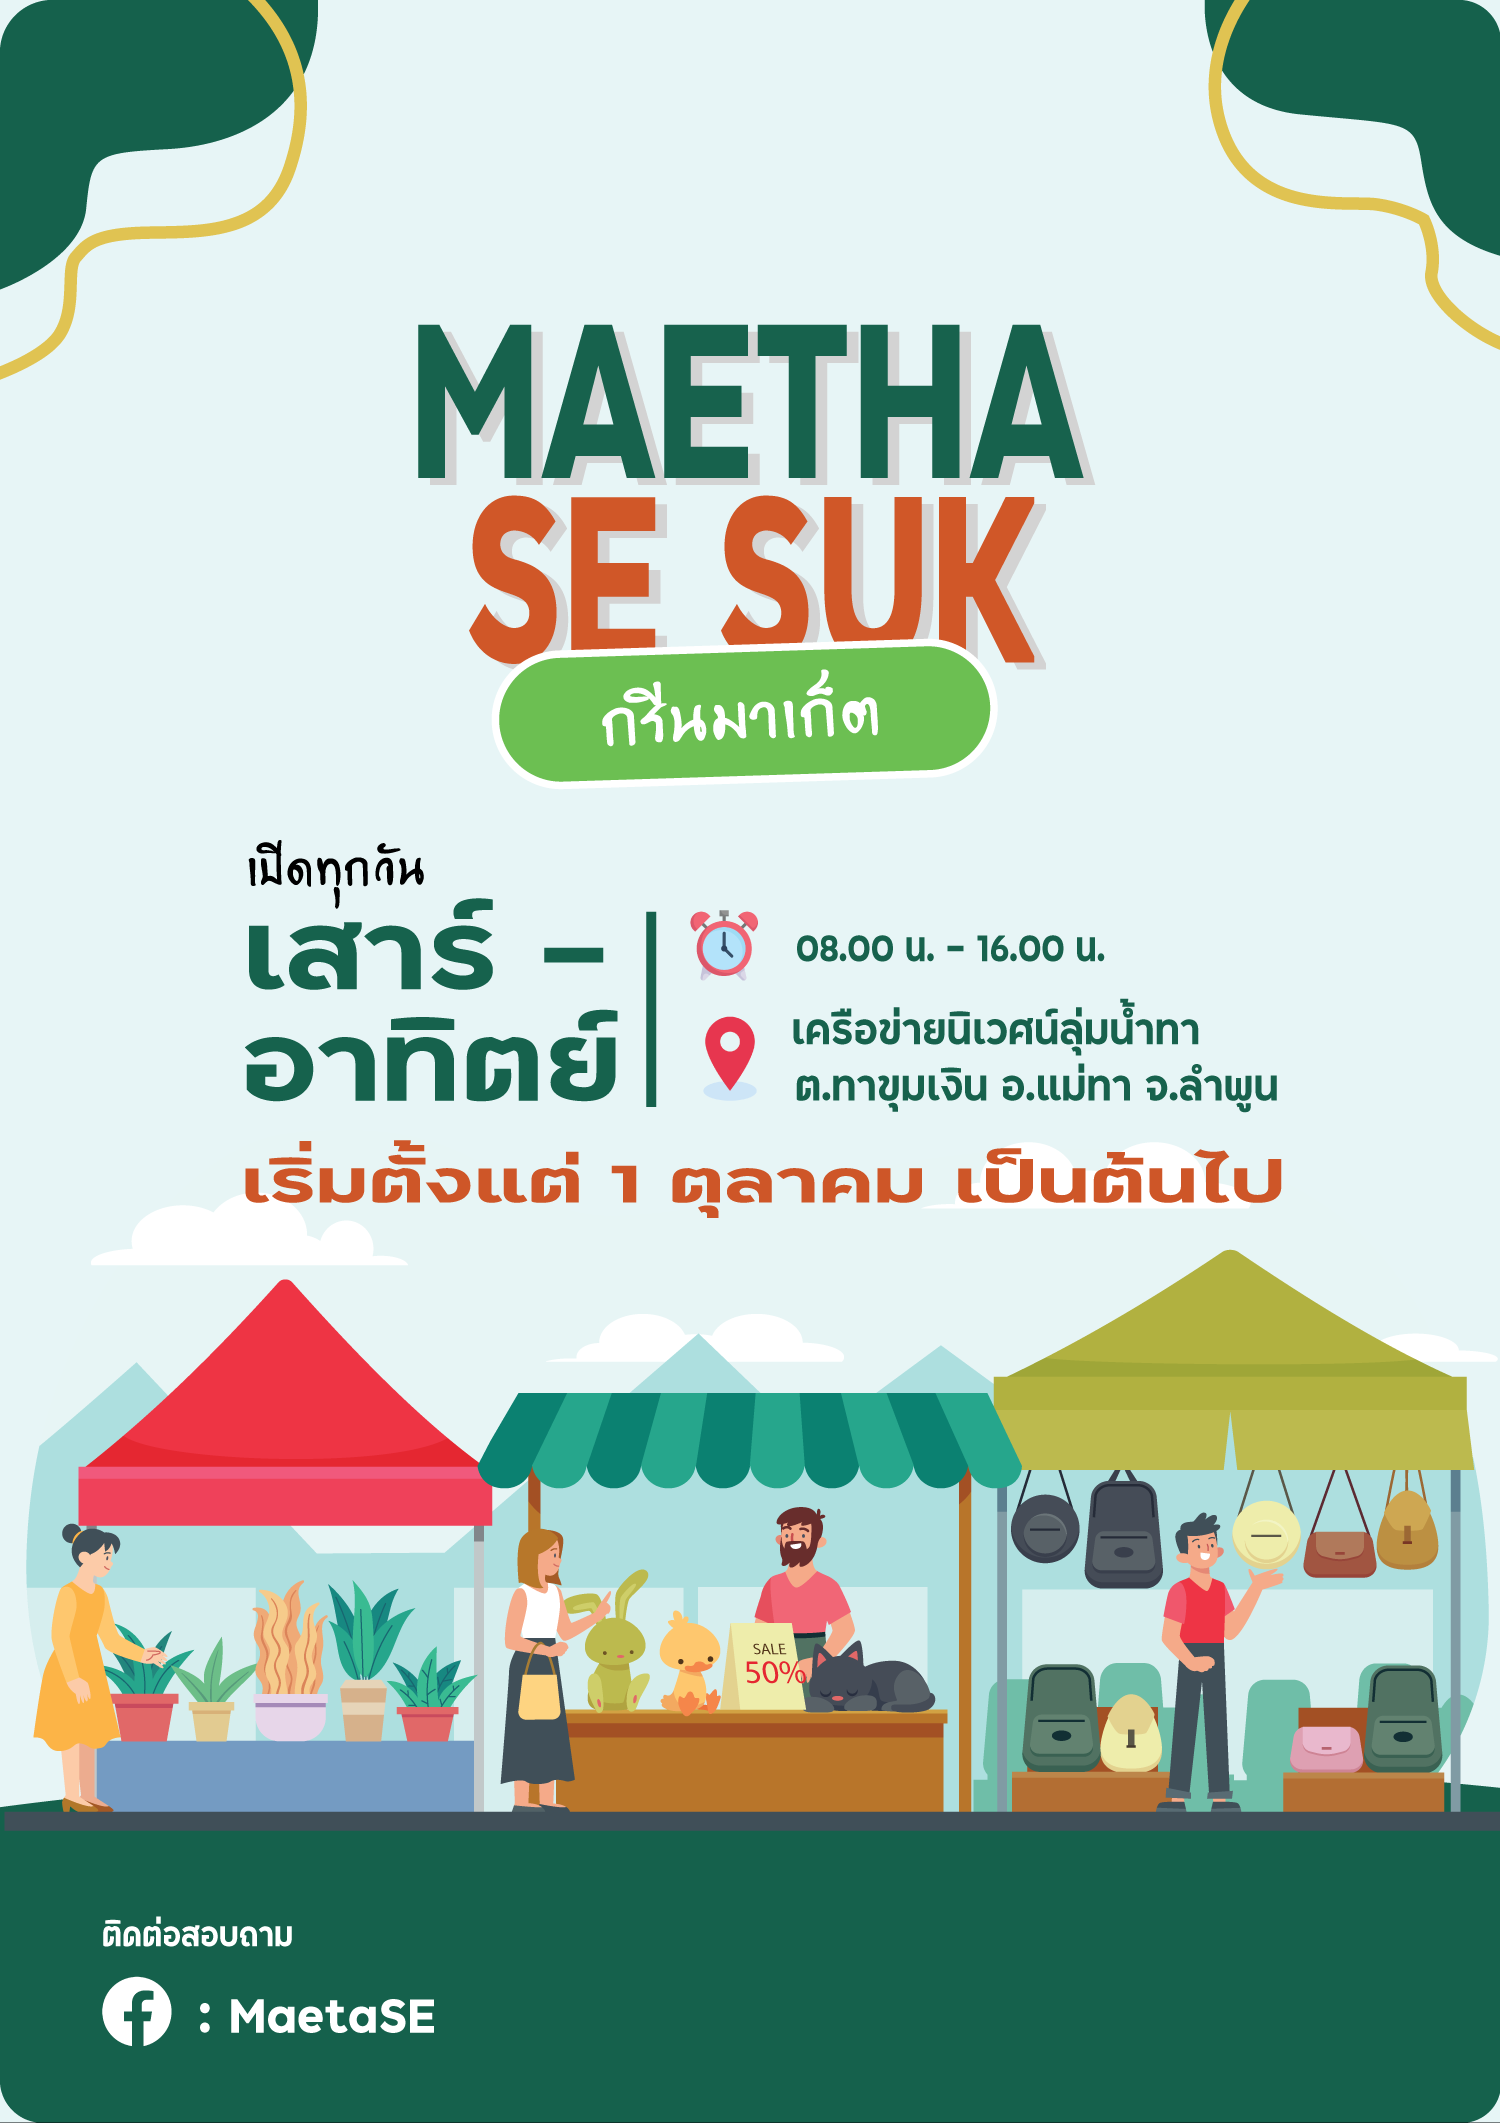 MAETHA
SE SUK
กรีนมาเก็ต
เปิดทุกวัน
เสาร์ –
อาทิตย์
08.00 น. – 16.00 น.
เครือข่ายนิเวศน์ลุ่มน้ำทา
ต.ทาขุมเงิน อ.แม่ทา จ.ลำพูน
เริ่มตั้งแต่ 1 ตุลาคม เป็นต้นไป
SALE
50%
ติดต่อสอบถาม
: MaetaSE